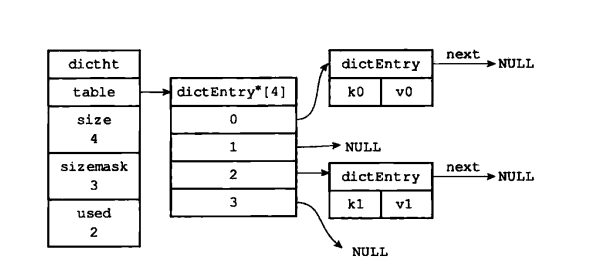 dictht
table
size
4
sizemask
3
used
2
dictEntry*[4]
0
1
2
3
dictEntry
k0 v0
next
NULL
NULL
dictEntry
k1 v1
next
NULL
NULL